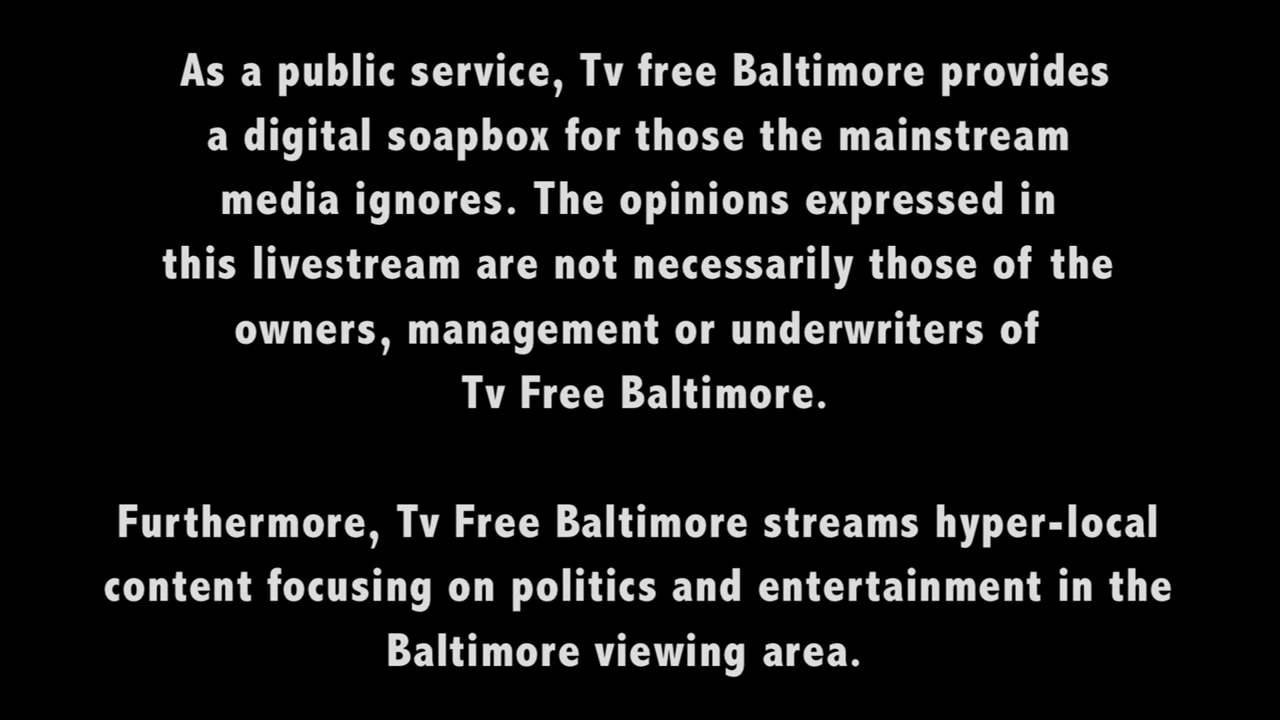 As a public service, Tv free Baltimore provides
a digital soapbox for those the mainstream
media ignores. The opinions expressed in
this livestream are not necessarily those of the
owners, management or underwriters of
Tv Free Baltimore.
Furthermore, Tv Free Baltimore streams hyper-local
content focusing on politics and entertainment in the
Baltimore viewing area.